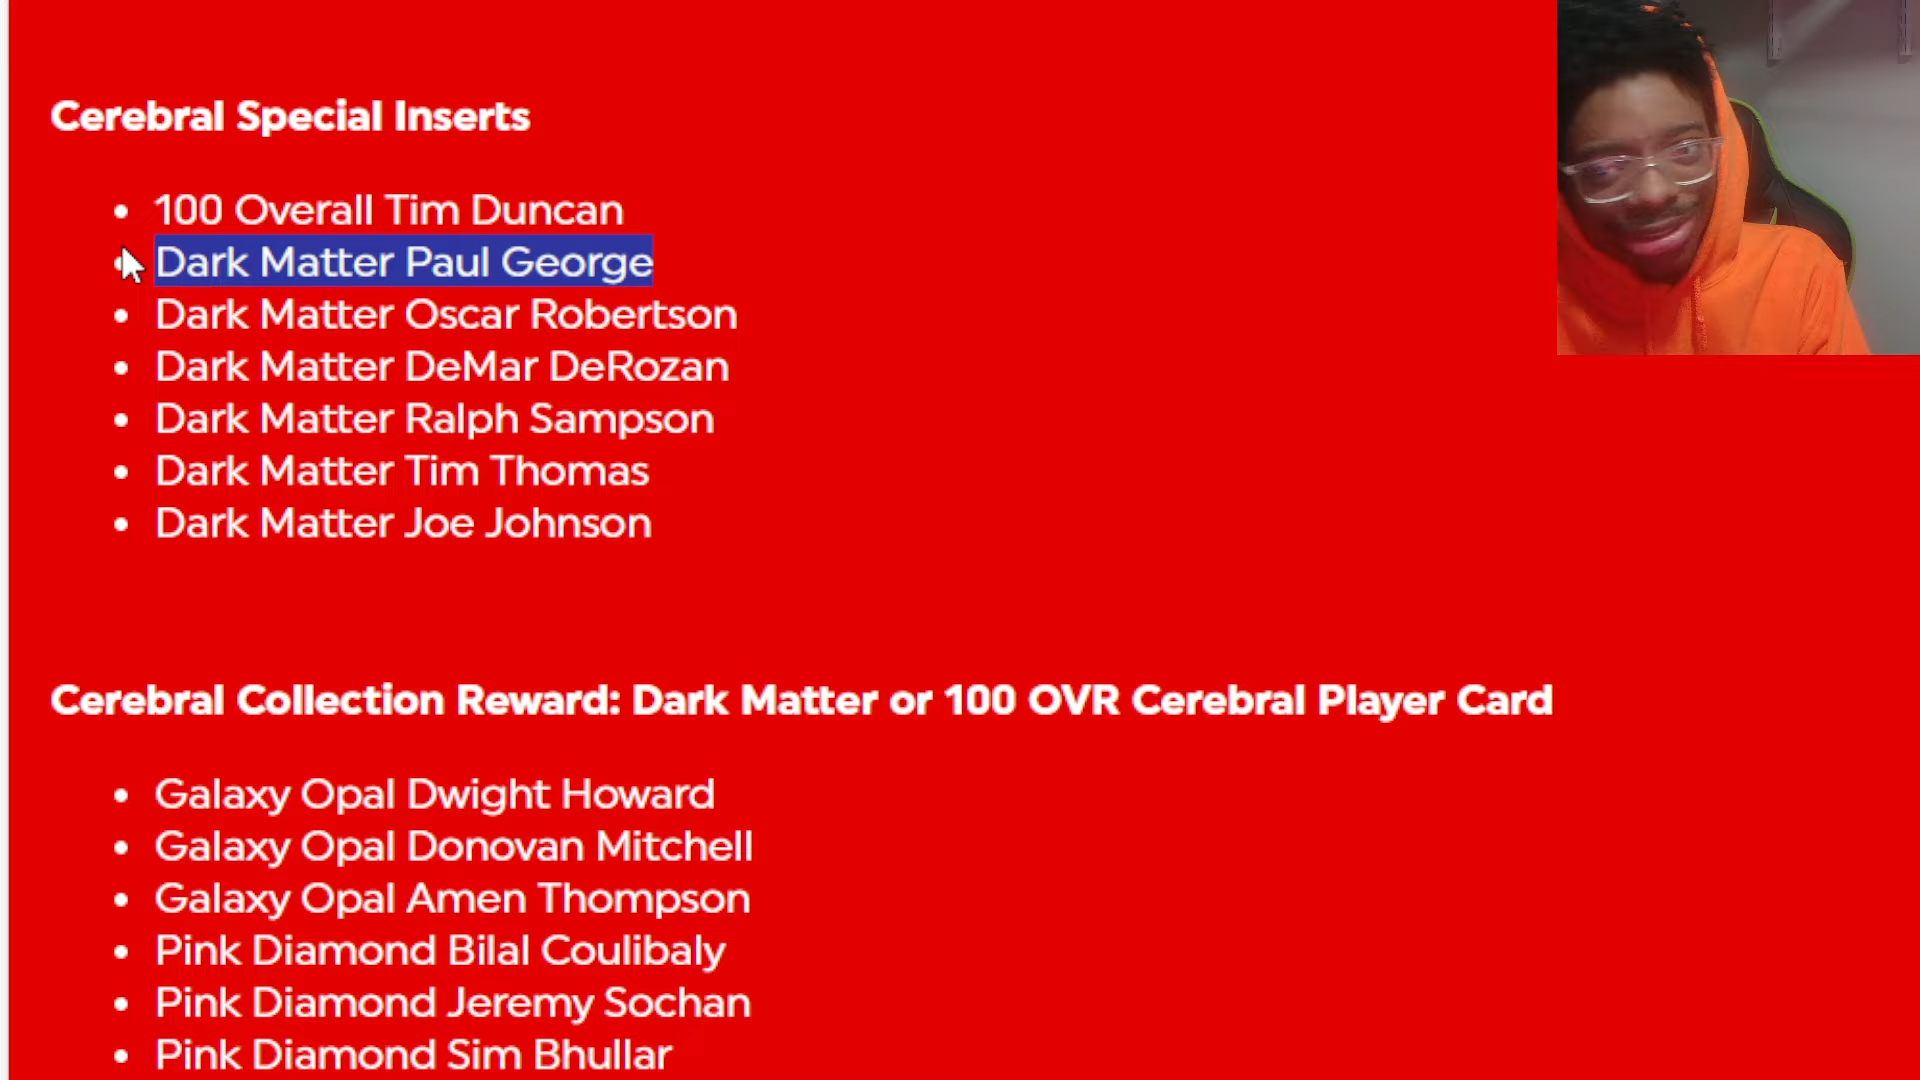 Cerebral Special Inserts
100 Overall Tim Duncan
Dark Matter Paul George
Dark Matter Oscar Robertson
Dark Matter DeMar DeRozan
Dark Matter Ralph Sampson
Dark Matter Tim Thomas
Dark Matter Joe Johnson
Cerebral Collection Reward: Dark Matter or 100 OVR Cerebral Player Card
Galaxy Opal Dwight Howard
Galaxy Opal Donovan Mitchell
Galaxy Opal Amen Thompson
Pink Diamond Bilal Coulibaly
Pink Diamond Jeremy Sochan
Pink Diamond Sim Bhullar